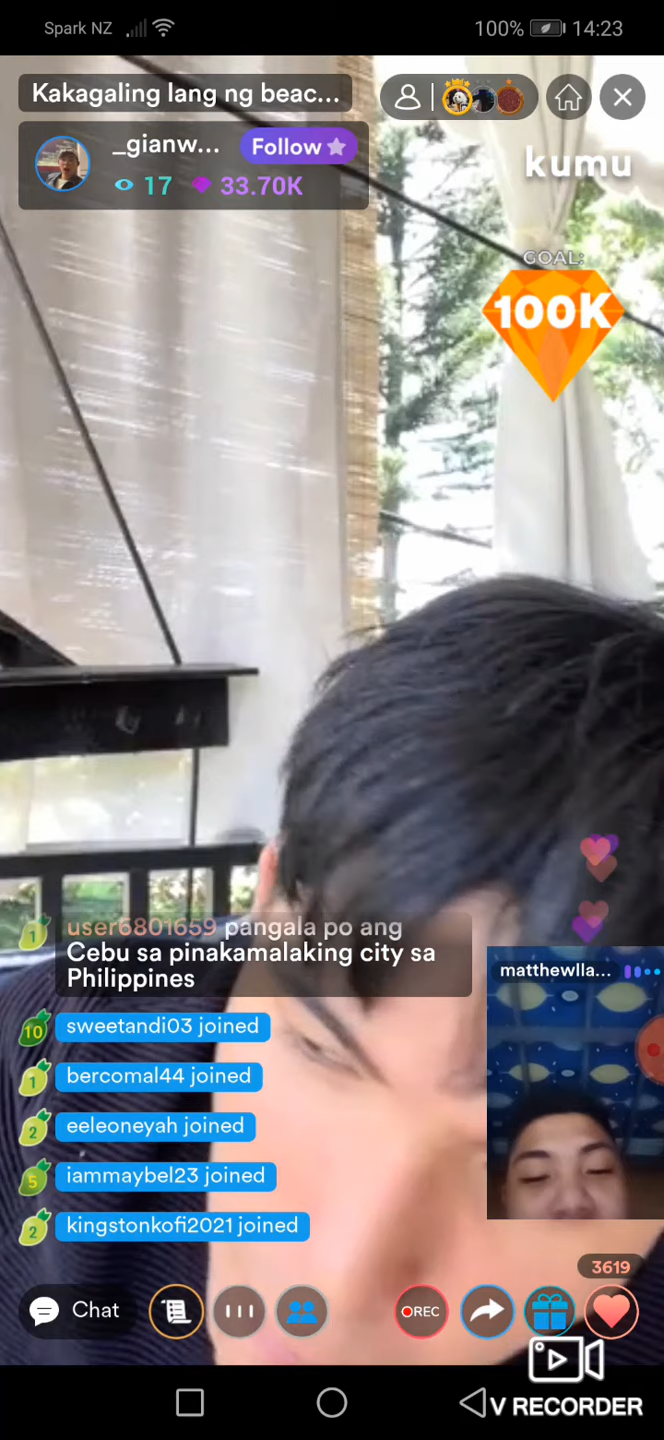 Spark NZ
100%
14:23
Kakagaling lang ng beac...
_gianw...
Follow
17
33.70K
kumu
GOAL:
100K
user6801659 pangala po ang
Cebu sa pinakamalaking city sa
Philippines
1
matthewlla...
10
sweetandi03 joined
1
bercomal44 joined
2
eeleoneyah joined
5
iammaybel23 joined
2
kingstonkofi2021 joined
3619
Chat
REC
V RECORDER